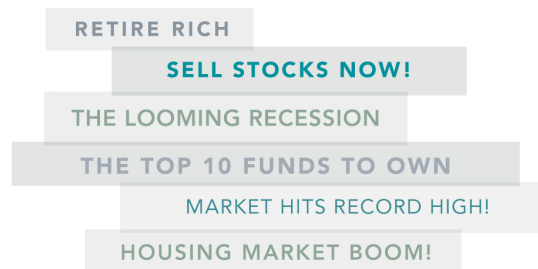 RETIRE RICH
SELL STOCKS NOW!
THE LOOMING RECESSION
THE TOP 10 FUNDS TO OWN
MARKET HITS RECORD HIGH!
HOUSING MARKET BOOM!